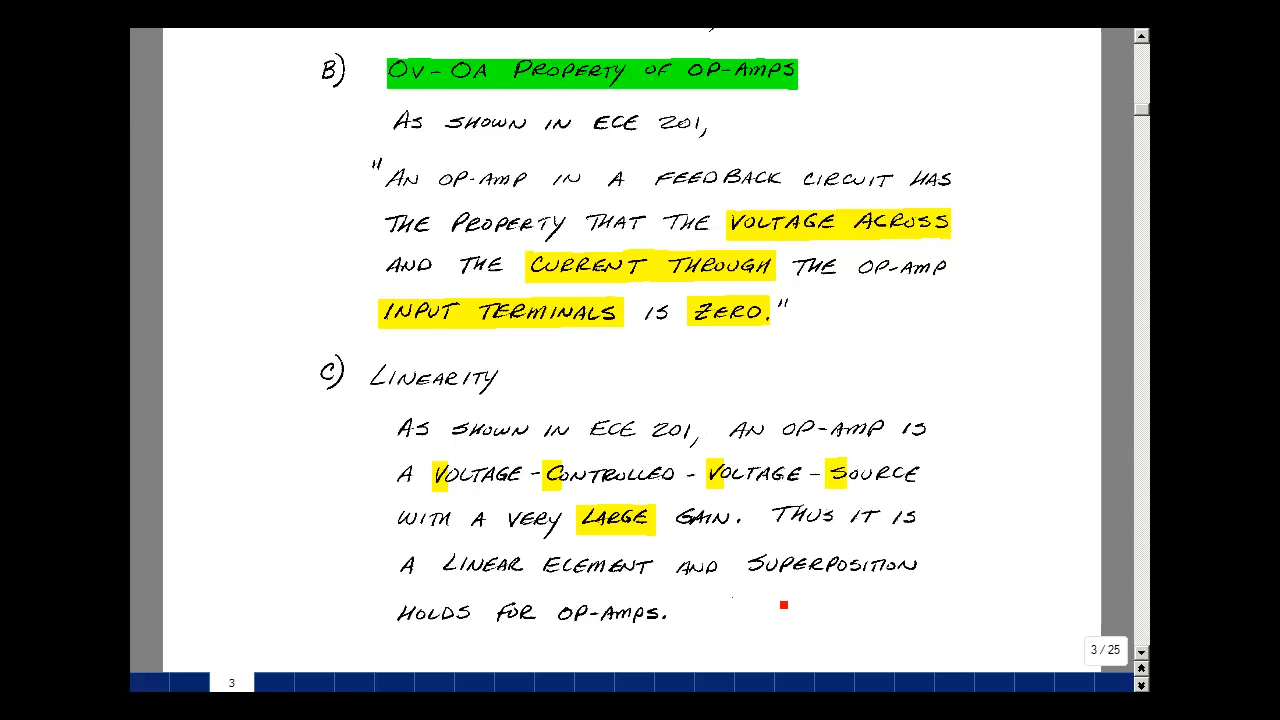 B) OV-OA PROPERTY OF OP-AMPS
AS SHOWN IN ECE 201,
"AN OP-AMP IN A FEEDBACK CIRCUIT HAS
THE PROPERTY THAT THE VOLTAGE ACROSS
AND THE CURRENT THROUGH THE OP-AMP
INPUT TERMINALS IS ZERO."
C) LINEARITY
AS SHOWN IN ECE 201, AN OP-AMP IS
A VOLTAGE-CONTROLLED-VOLTAGE-SOURCE
WITH A VERY LARGE GAIN. THUS IT IS
A LINEAR ELEMENT AND SUPERPOSITION
HOLDS FOR OP-AMPS.
3 / 25
3